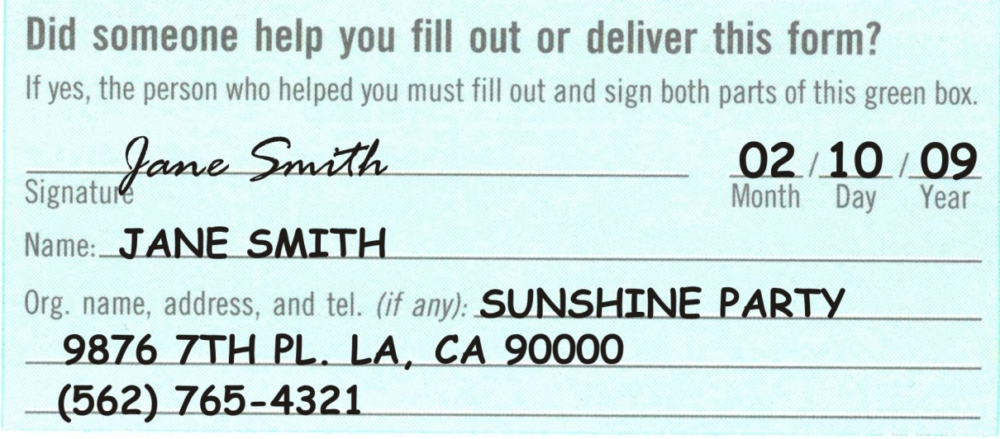 Did someone help you fill out or deliver this form?
If yes, the person who helped you must fill out and sign both parts of this green box.
Jane Smith 02 / 10 / 09
Signature Month Day Year
Name: JANE SMITH
Org. name, address, and tel. (if any): SUNSHINE PARTY
9876 7TH PL. LA, CA 90000
(562) 765-4321